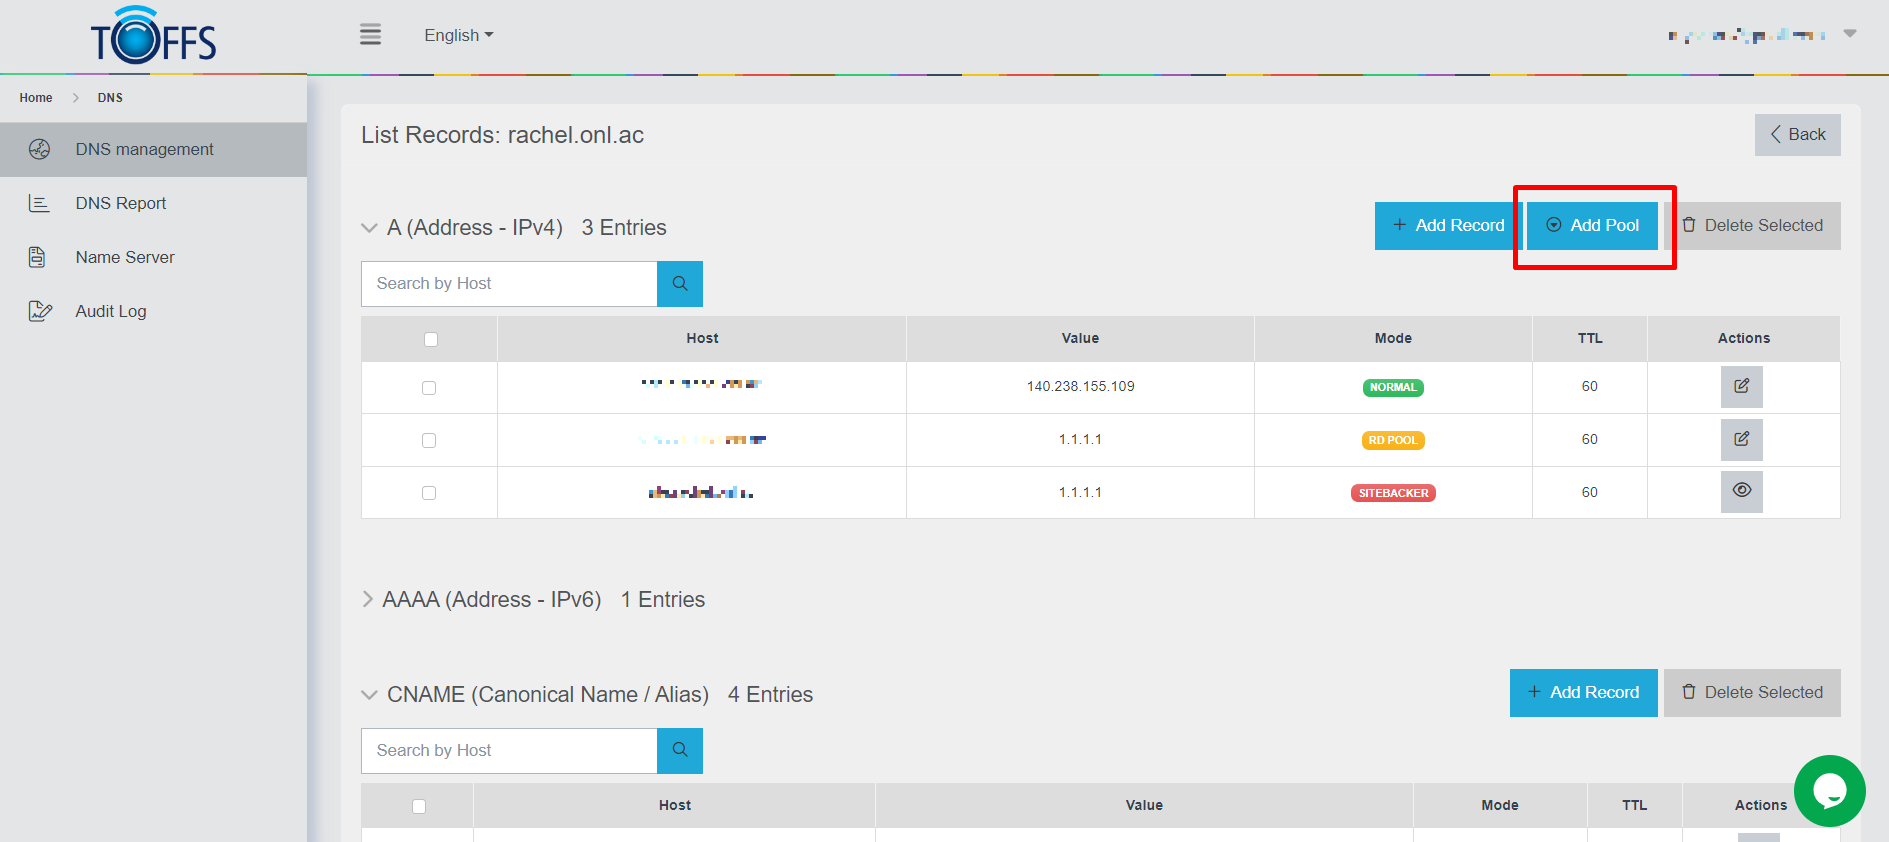 TOFFS
English
Home > DNS
DNS management
DNS Report
Name Server
Audit Log
List Records: rachel.onl.ac
Back
A (Address - IPv4) 3 Entries
+ Add Record
Add Pool
Delete Selected
Search by Host
Host Value Mode TTL Actions
140.238.155.109 NORMAL 60
1.1.1.1 RD POOL 60
1.1.1.1 SITEBACKER 60
AAAA (Address - IPv6) 1 Entries
CNAME (Canonical Name / Alias) 4 Entries
+ Add Record
Delete Selected
Search by Host
Host Value Mode TTL Actions